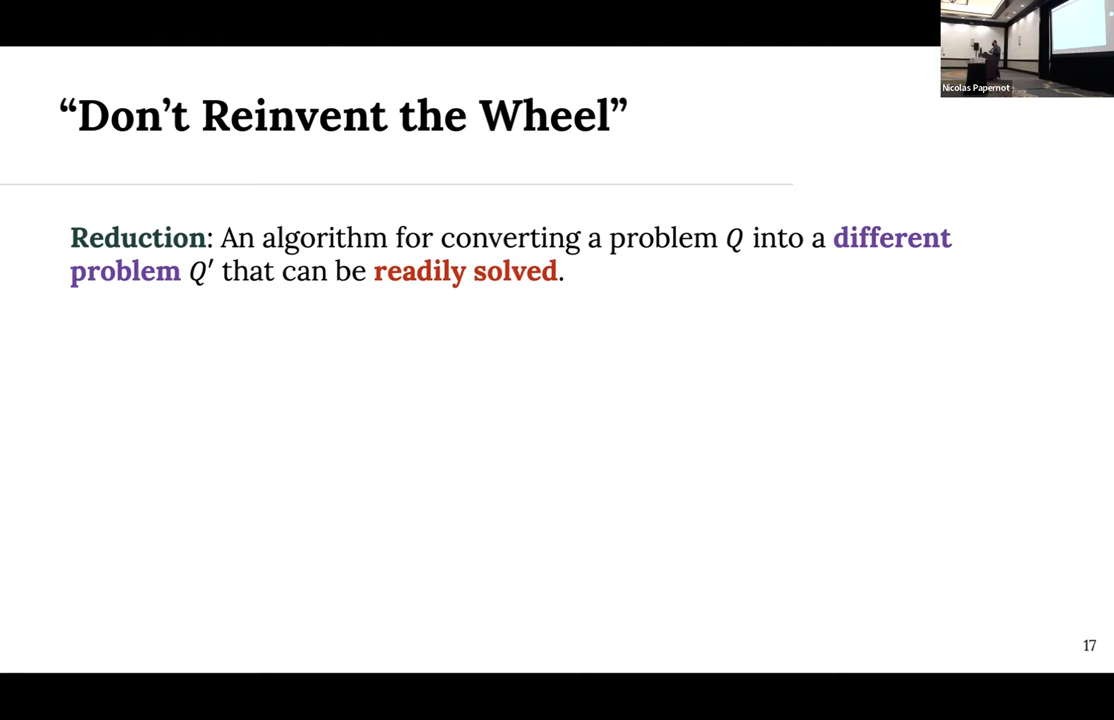 Nicolas Papernot
“Don’t Reinvent the Wheel”
Reduction: An algorithm for converting a problem Q into a different
problem Q′ that can be readily solved.
17